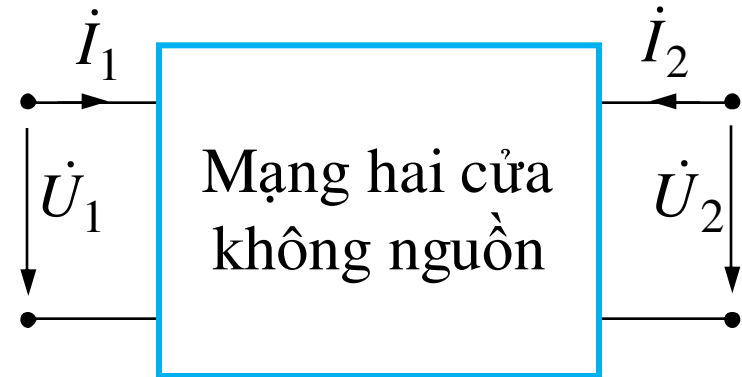 İ₁
İ₂
Mạng hai cửa
không nguồn
U̇₁
U̇₂